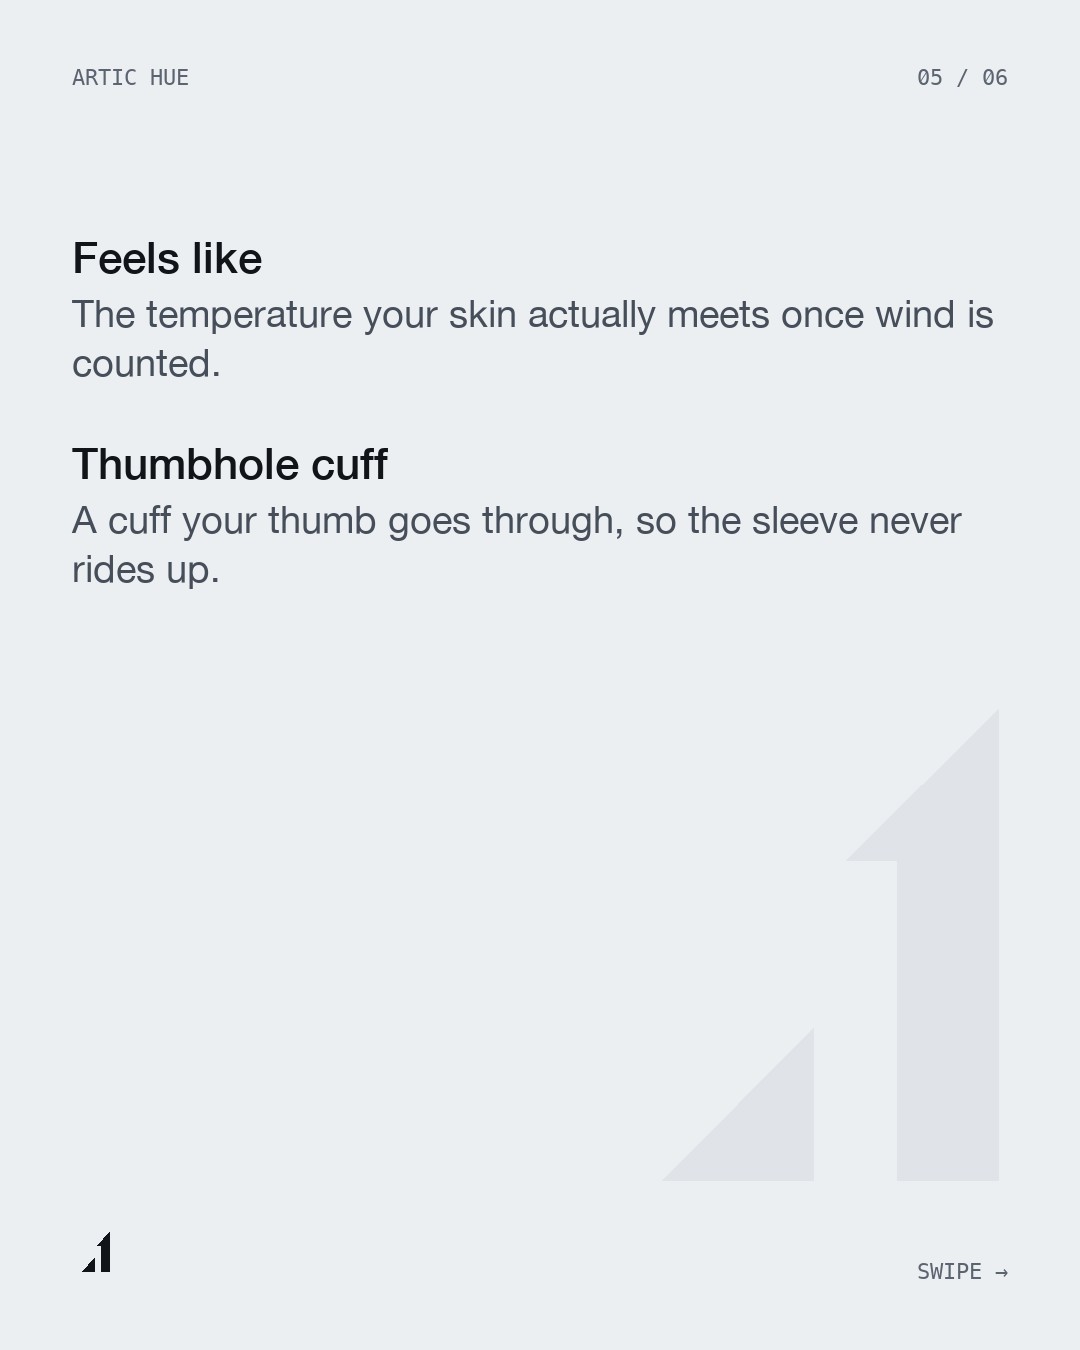 ARTIC HUE
05 / 06
Feels like
The temperature your skin actually meets once wind is
counted.
Thumbhole cuff
A cuff your thumb goes through, so the sleeve never
rides up.
SWIPE →